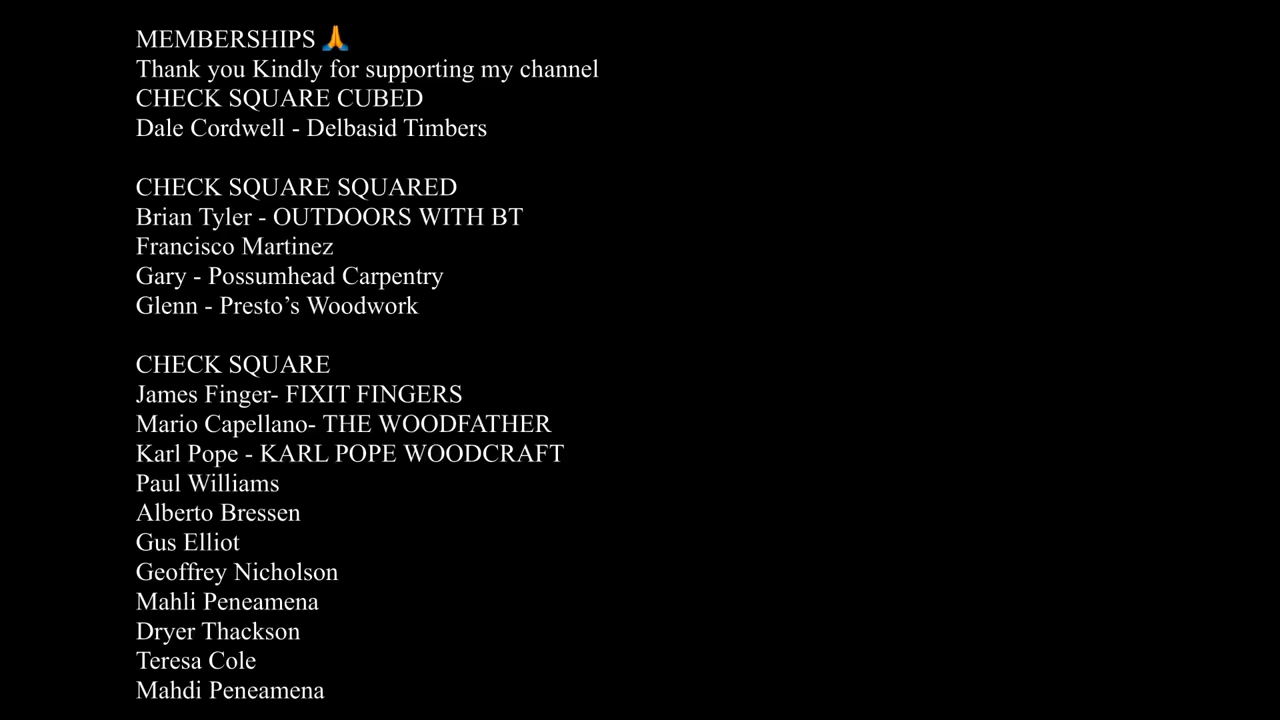 MEMBERSHIPS 🙏
Thank you Kindly for supporting my channel
CHECK SQUARE CUBED
Dale Cordwell - Delbasid Timbers
CHECK SQUARE SQUARED
Brian Tyler - OUTDOORS WITH BT
Francisco Martinez
Gary - Possumhead Carpentry
Glenn - Presto’s Woodwork
CHECK SQUARE
James Finger- FIXIT FINGERS
Mario Capellano- THE WOODFATHER
Karl Pope - KARL POPE WOODCRAFT
Paul Williams
Alberto Bressen
Gus Elliot
Geoffrey Nicholson
Mahli Peneamena
Dryer Thackson
Teresa Cole
Mahdi Peneamena